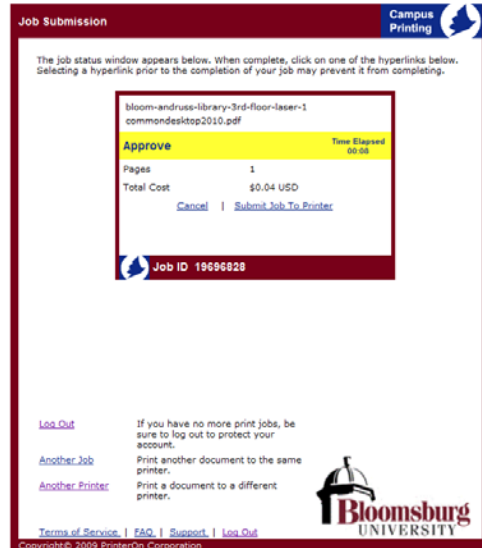 Job Submission
Campus
Printing
The job status window appears below. When complete, click on one of the hyperlinks below.
Selecting a hyperlink prior to the completion of your job may prevent it from completing.
bloom-andruss-library-3rd-floor-laser-1
commondesktop2010.pdf
Approve
Time Elapsed
00:08
Pages 1
Total Cost $0.04 USD
Cancel | Submit Job To Printer
Job ID 19696828
Log Out If you have no more print jobs, be
sure to log out to protect your
account.
Another Job Print another document to the same
printer.
Another Printer Print a document to a different
printer.
Bloomsburg
UNIVERSITY
Terms of Service | FAQ | Support | Log Out
Copyright© 2009 PrinterOn Corporation